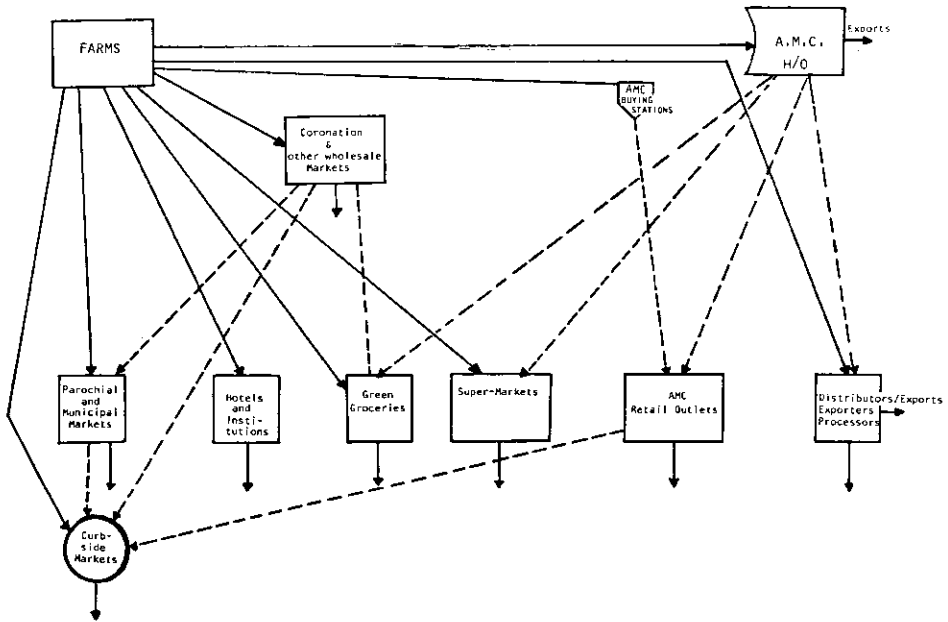 FARMS
A.M.C.
H/O
Exports
AMC
BUYING
STATIONS
Coronation
&
other wholesale
Markets
Parochial
and
Municipal
Markets
Hotels
and
Insti-
tutions
Green
Groceries
Super-Markets
AMC
Retail Outlets
Distributors/Exports
Exporters
Processors
Curb-
side
Markets